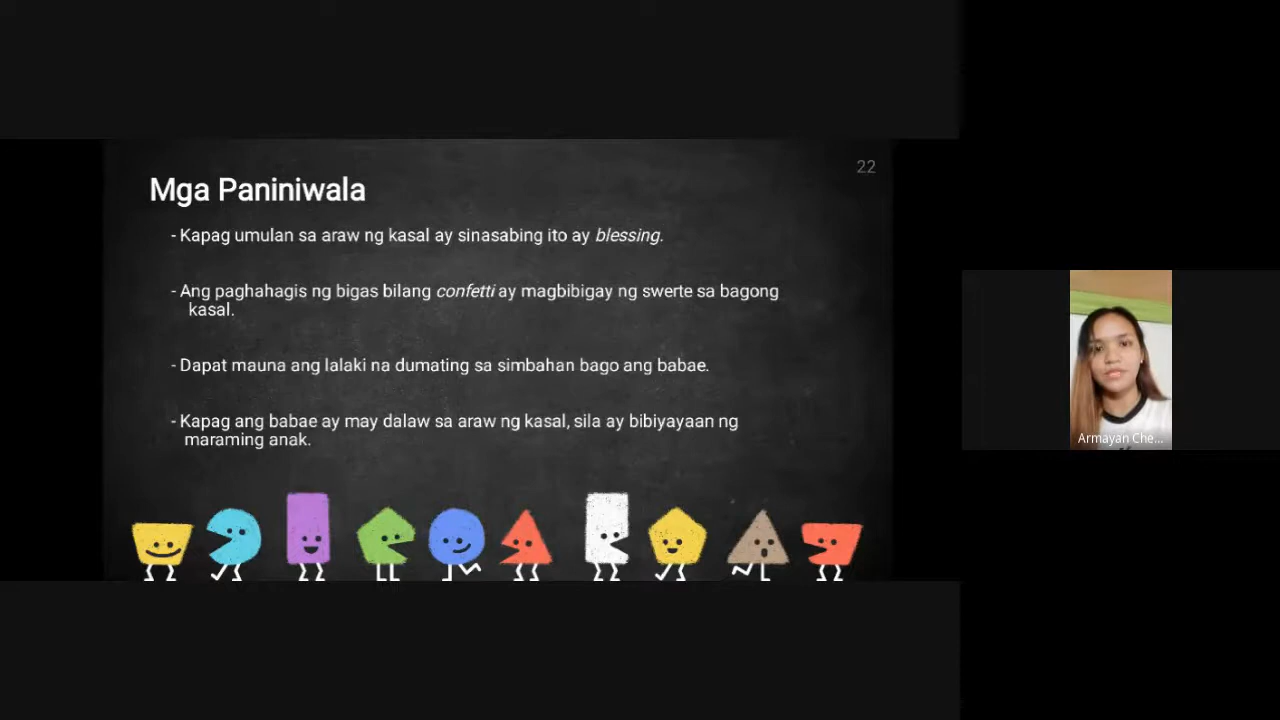 22
Mga Paniniwala
- Kapag umulan sa araw ng kasal ay sinasabing ito ay blessing.
- Ang paghahagis ng bigas bilang confetti ay magbibigay ng swerte sa bagong
kasal.
- Dapat mauna ang lalaki na dumating sa simbahan bago ang babae.
- Kapag ang babae ay may dalaw sa araw ng kasal, sila ay bibiyayaan ng
maraming anak.
Armayan Che...